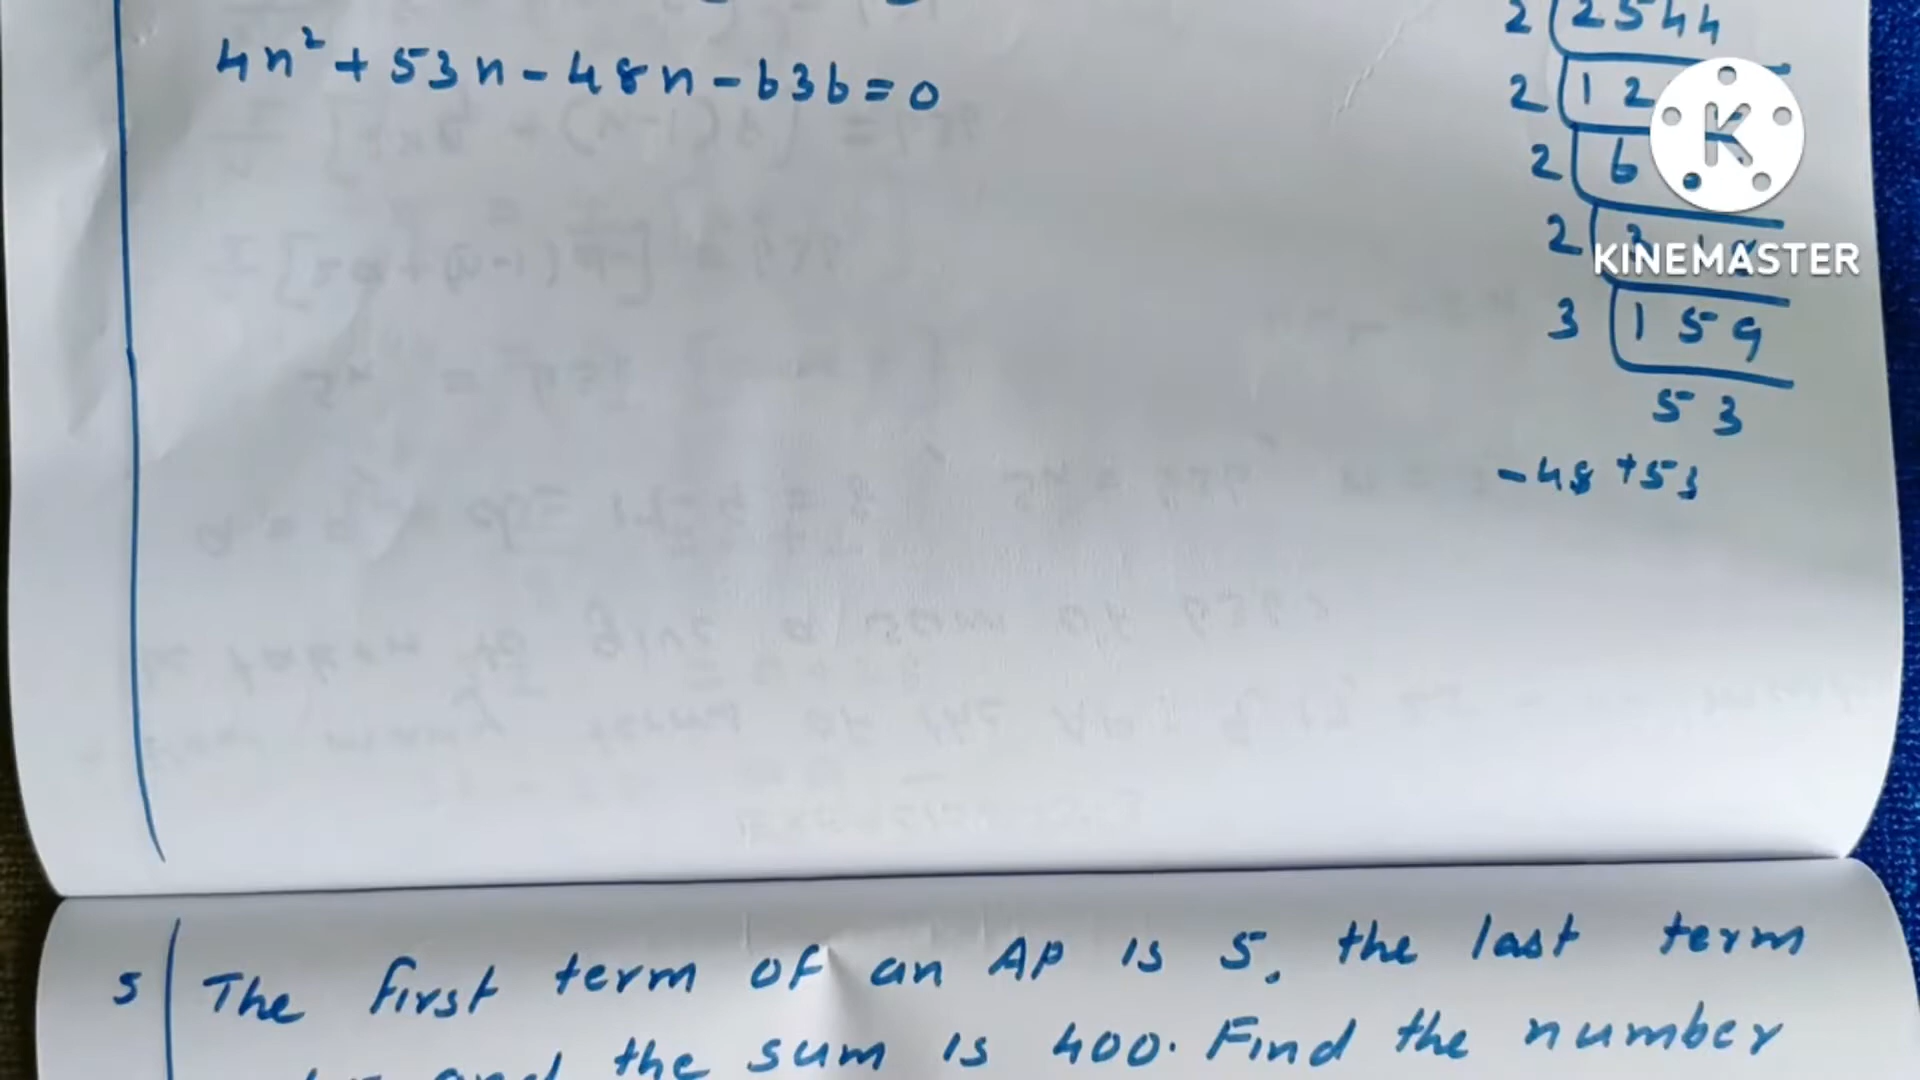 4n² + 53n - 48n - 636 = 0
2 2544
2 12
2 6
2
KINEMASTER
3 159
53
-48 +53
5 The first term of an AP is 5, the last term
and the sum is 400. Find the number